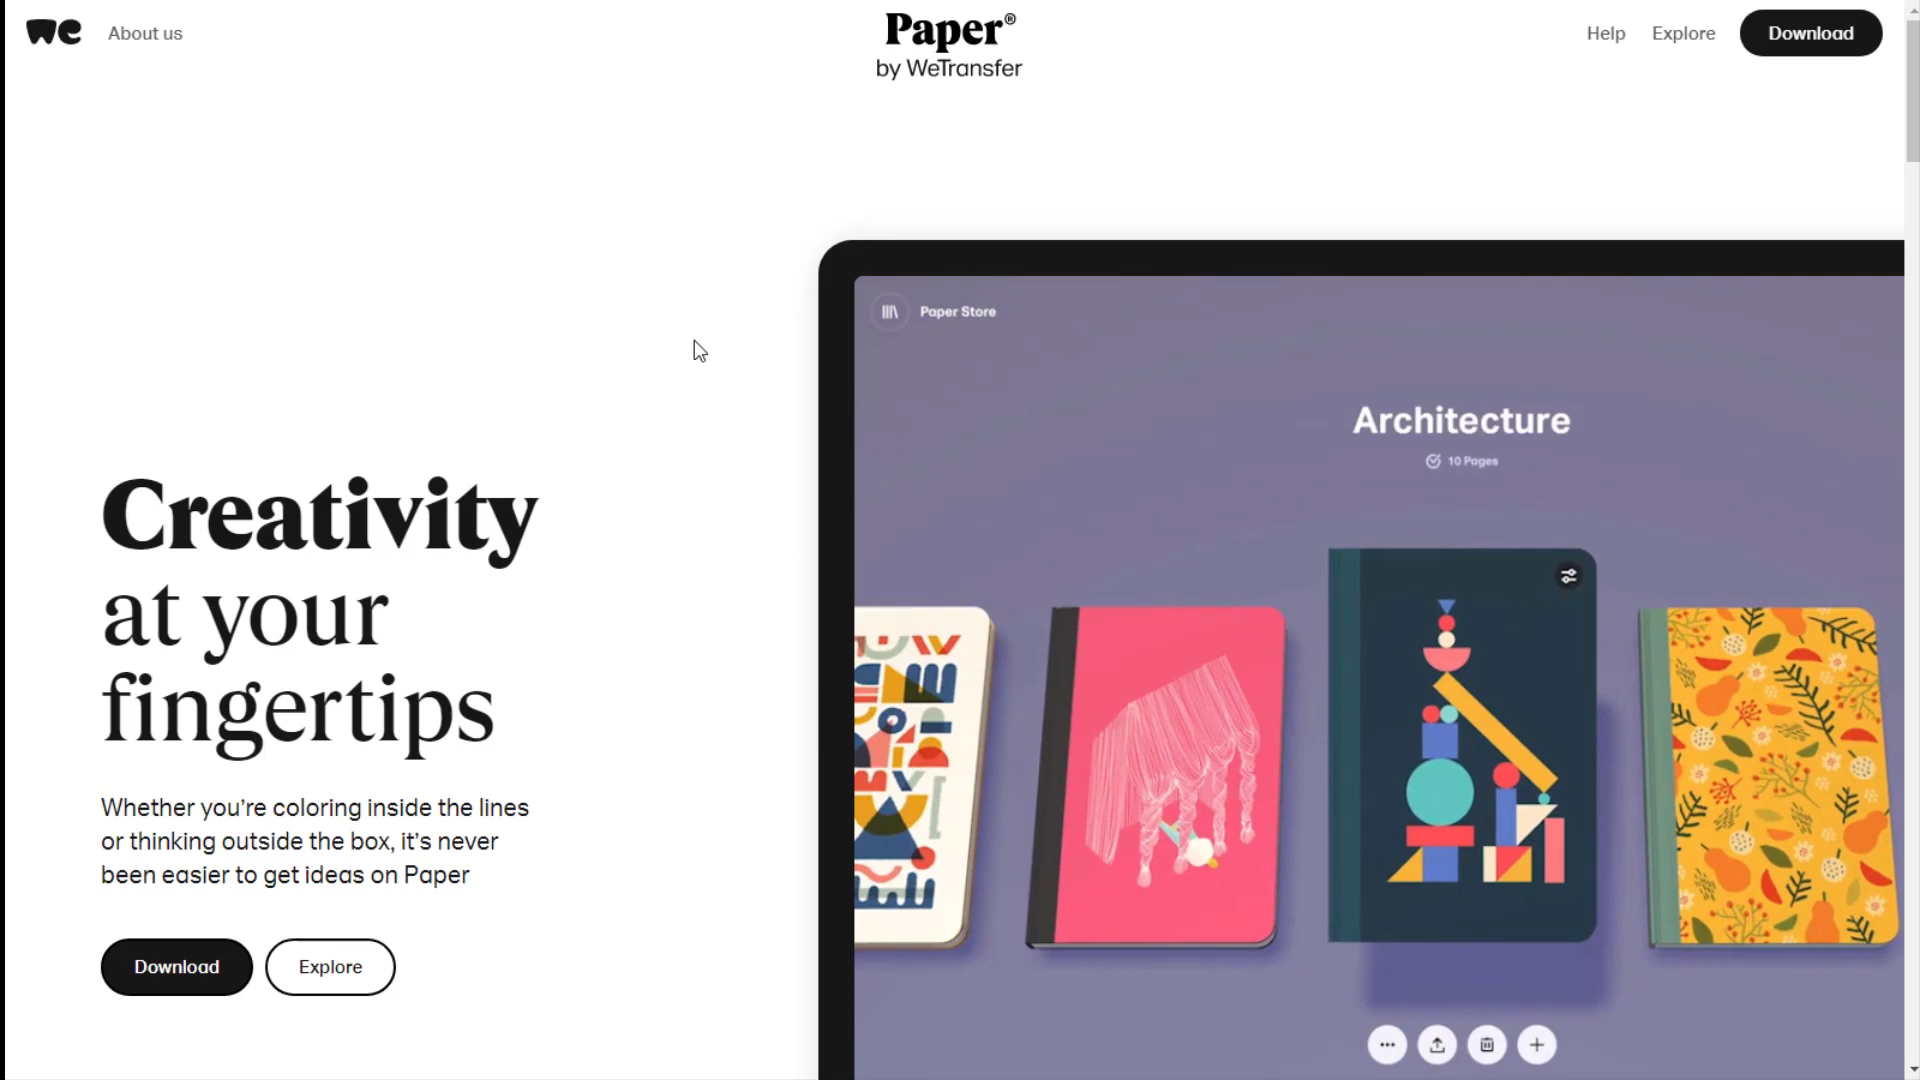 we
About us
Paper®
by WeTransfer
Help
Explore
Download
Paper Store
Architecture
10 Pages
Creativity
at your
fingertips
Whether you’re coloring inside the lines
or thinking outside the box, it’s never
been easier to get ideas on Paper
Download
Explore